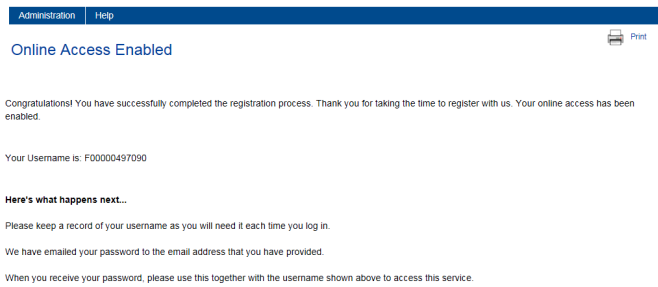 Administration Help
Print
Online Access Enabled
Congratulations! You have successfully completed the registration process. Thank you for taking the time to register with us. Your online access has been
enabled.
Your Username is: F00000497090
Here's what happens next...
Please keep a record of your username as you will need it each time you log in.
We have emailed your password to the email address that you have provided.
When you receive your password, please use this together with the username shown above to access this service.